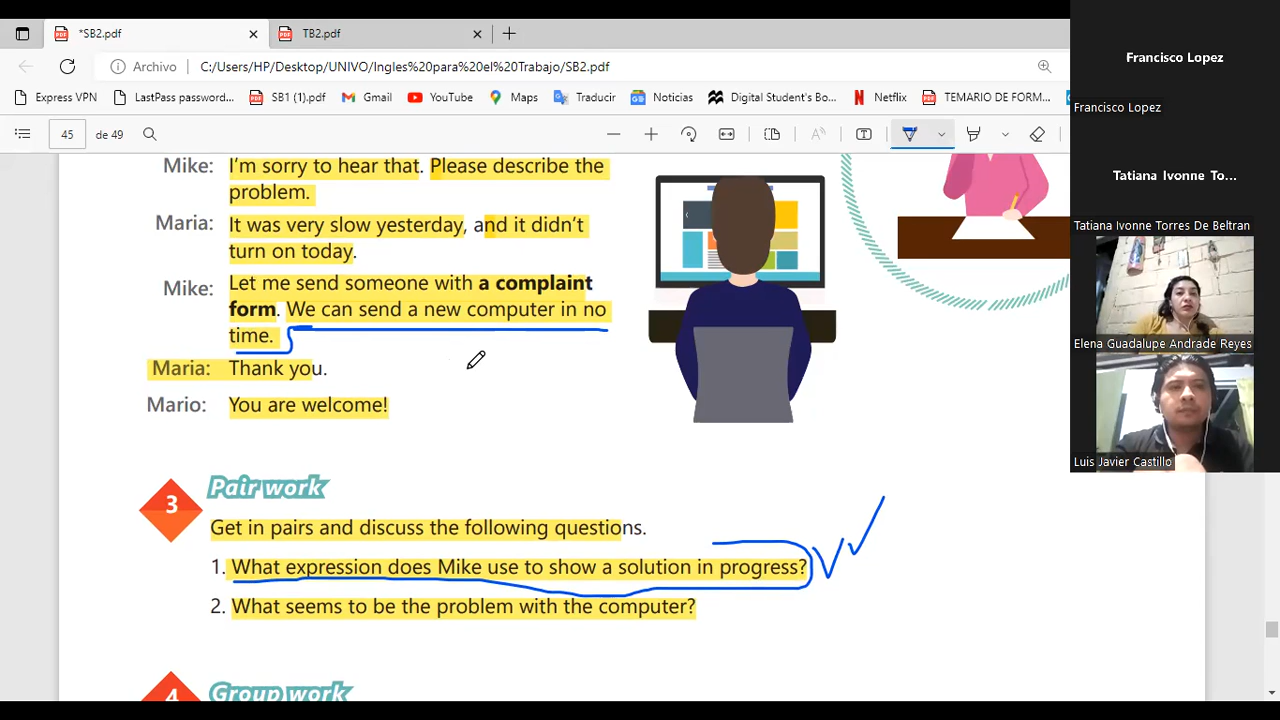 *SB2.pdf
TB2.pdf
Archivo
C:/Users/HP/Desktop/UNIVO/Ingles%20para%20el%20Trabajo/SB2.pdf
Express VPN
LastPass password...
SB1 (1).pdf
Gmail
YouTube
Maps
Traducir
Noticias
Digital Student's Bo...
Netflix
TEMARIO DE FORM...
45
de 49
Mike: I'm sorry to hear that. Please describe the
problem.
Maria: It was very slow yesterday, and it didn't
turn on today.
Mike: Let me send someone with a complaint
form. We can send a new computer in no
time.
Maria: Thank you.
Mario: You are welcome!
3
Pair work
Get in pairs and discuss the following questions.
1. What expression does Mike use to show a solution in progress?
2. What seems to be the problem with the computer?
4
Group work
Francisco Lopez
Francisco Lopez
Tatiana Ivonne To...
Tatiana Ivonne Torres De Beltran
Elena Guadalupe Andrade Reyes
Luis Javier Castillo